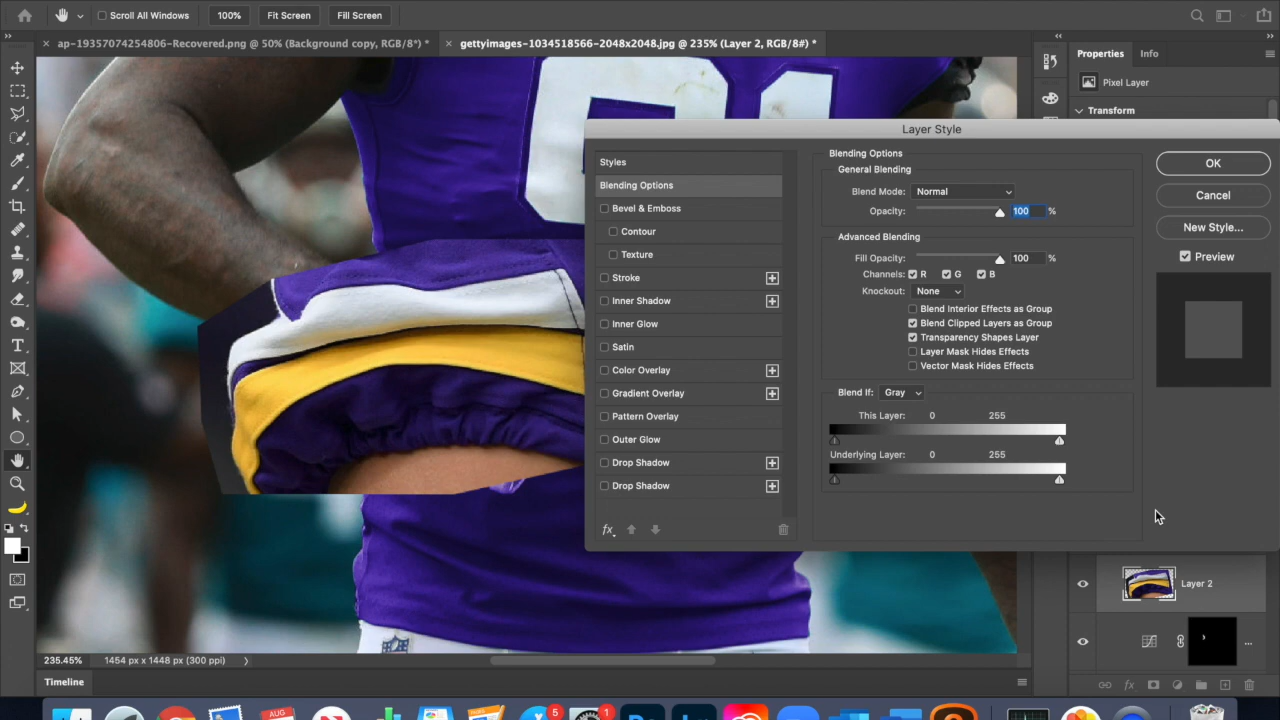 Scroll All Windows
100%
Fit Screen
Fill Screen
ap-19357074254806-Recovered.png @ 50% (Background copy, RGB/8*) *
gettyimages-1034518566-2048x2048.jpg @ 235% (Layer 2, RGB/8#) *
Properties
Info
Pixel Layer
Transform
Layer Style
Styles
Blending Options
Bevel & Emboss
Contour
Texture
Stroke
Inner Shadow
Inner Glow
Satin
Color Overlay
Gradient Overlay
Pattern Overlay
Outer Glow
Drop Shadow
Drop Shadow
fx
Blending Options
General Blending
Blend Mode: Normal
Opacity: 100 %
Advanced Blending
Fill Opacity: 100 %
Channels: R G B
Knockout: None
Blend Interior Effects as Group
Blend Clipped Layers as Group
Transparency Shapes Layer
Layer Mask Hides Effects
Vector Mask Hides Effects
Blend If: Gray
This Layer: 0 255
Underlying Layer: 0 255
OK
Cancel
New Style...
Preview
Layer 2
...
fx
NFL
235.45%
1454 px x 1448 px (300 ppi)
Timeline
AUG
5
1